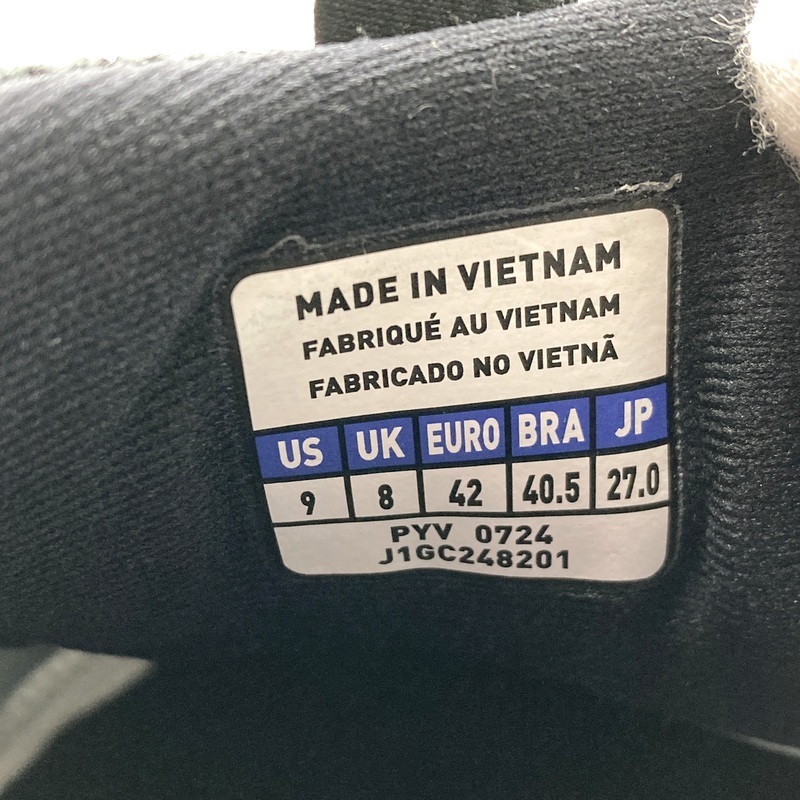 MADE IN VIETNAM
FABRIQUÉ AU VIETNAM
FABRICADO NO VIETNÃ
US UK EURO BRA JP
9 8 42 40.5 27.0
PYV 0724
J1GC248201